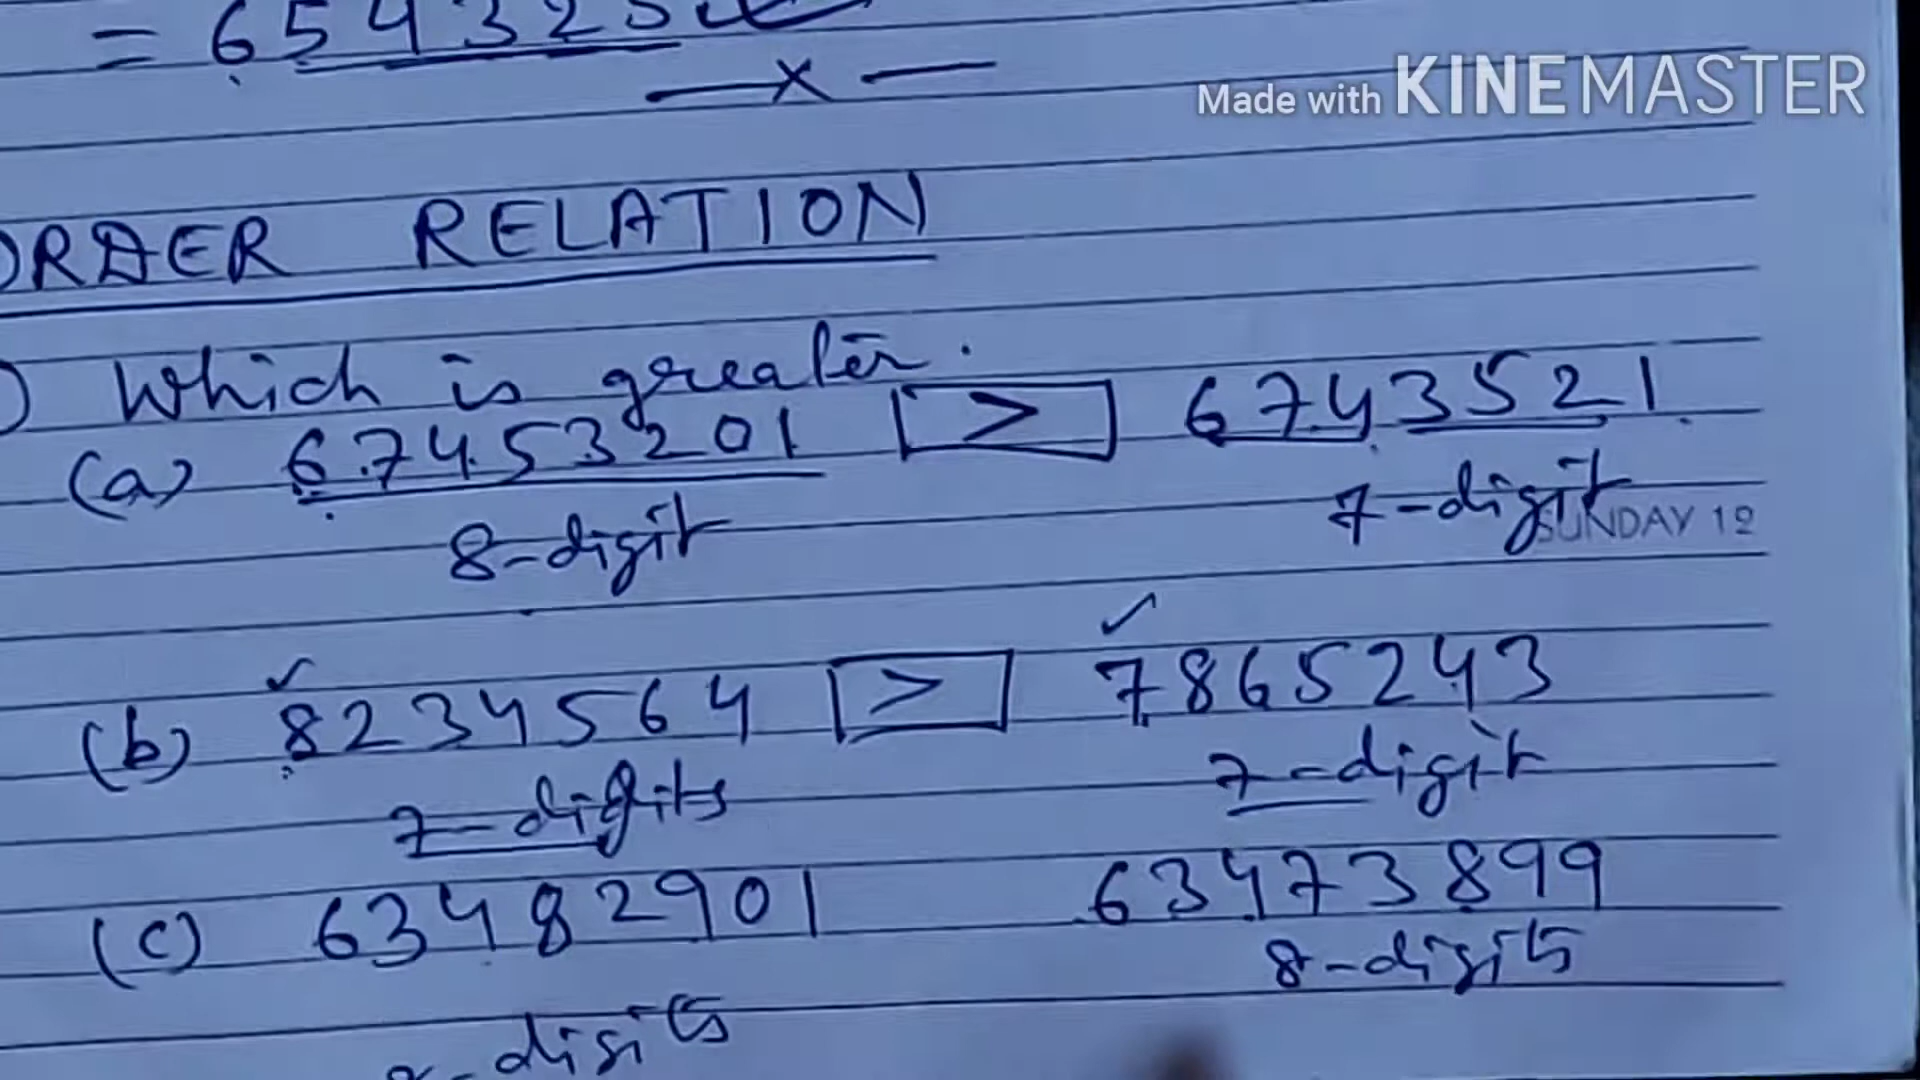 = 654325
— x —
Made with KINEMASTER
ORDER RELATION
Which is greater.
(a) 67453201 > 6743521
8-digit 7-digit
SUNDAY 12
(b) 8234564 > 7865243
7-digits 7-digit
(c) 63482901 63473899
8-digits
-digits